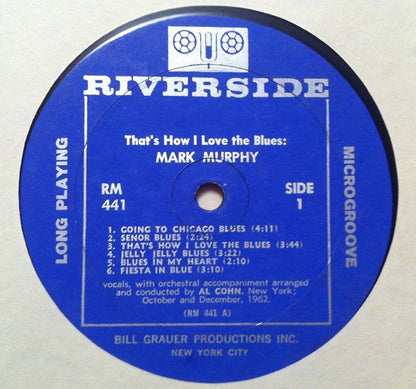 RIVERSIDE
LONG PLAYING
MICROGROOVE
That's How I Love the Blues:
MARK MURPHY
RM
441
SIDE
1
1. GOING TO CHICAGO BLUES (4:11)
2. SENOR BLUES (2:24)
3. THAT'S HOW I LOVE THE BLUES (3:44)
4. JELLY JELLY BLUES (3:22)
5. BLUES IN MY HEART (2:10)
6. FIESTA IN BLUE (3:10)
vocals, with orchestral accompaniment arranged
and conducted by AL COHN. New York;
October and December, 1962.
(RM 441 A)
BILL GRAUER PRODUCTIONS INC.
NEW YORK CITY